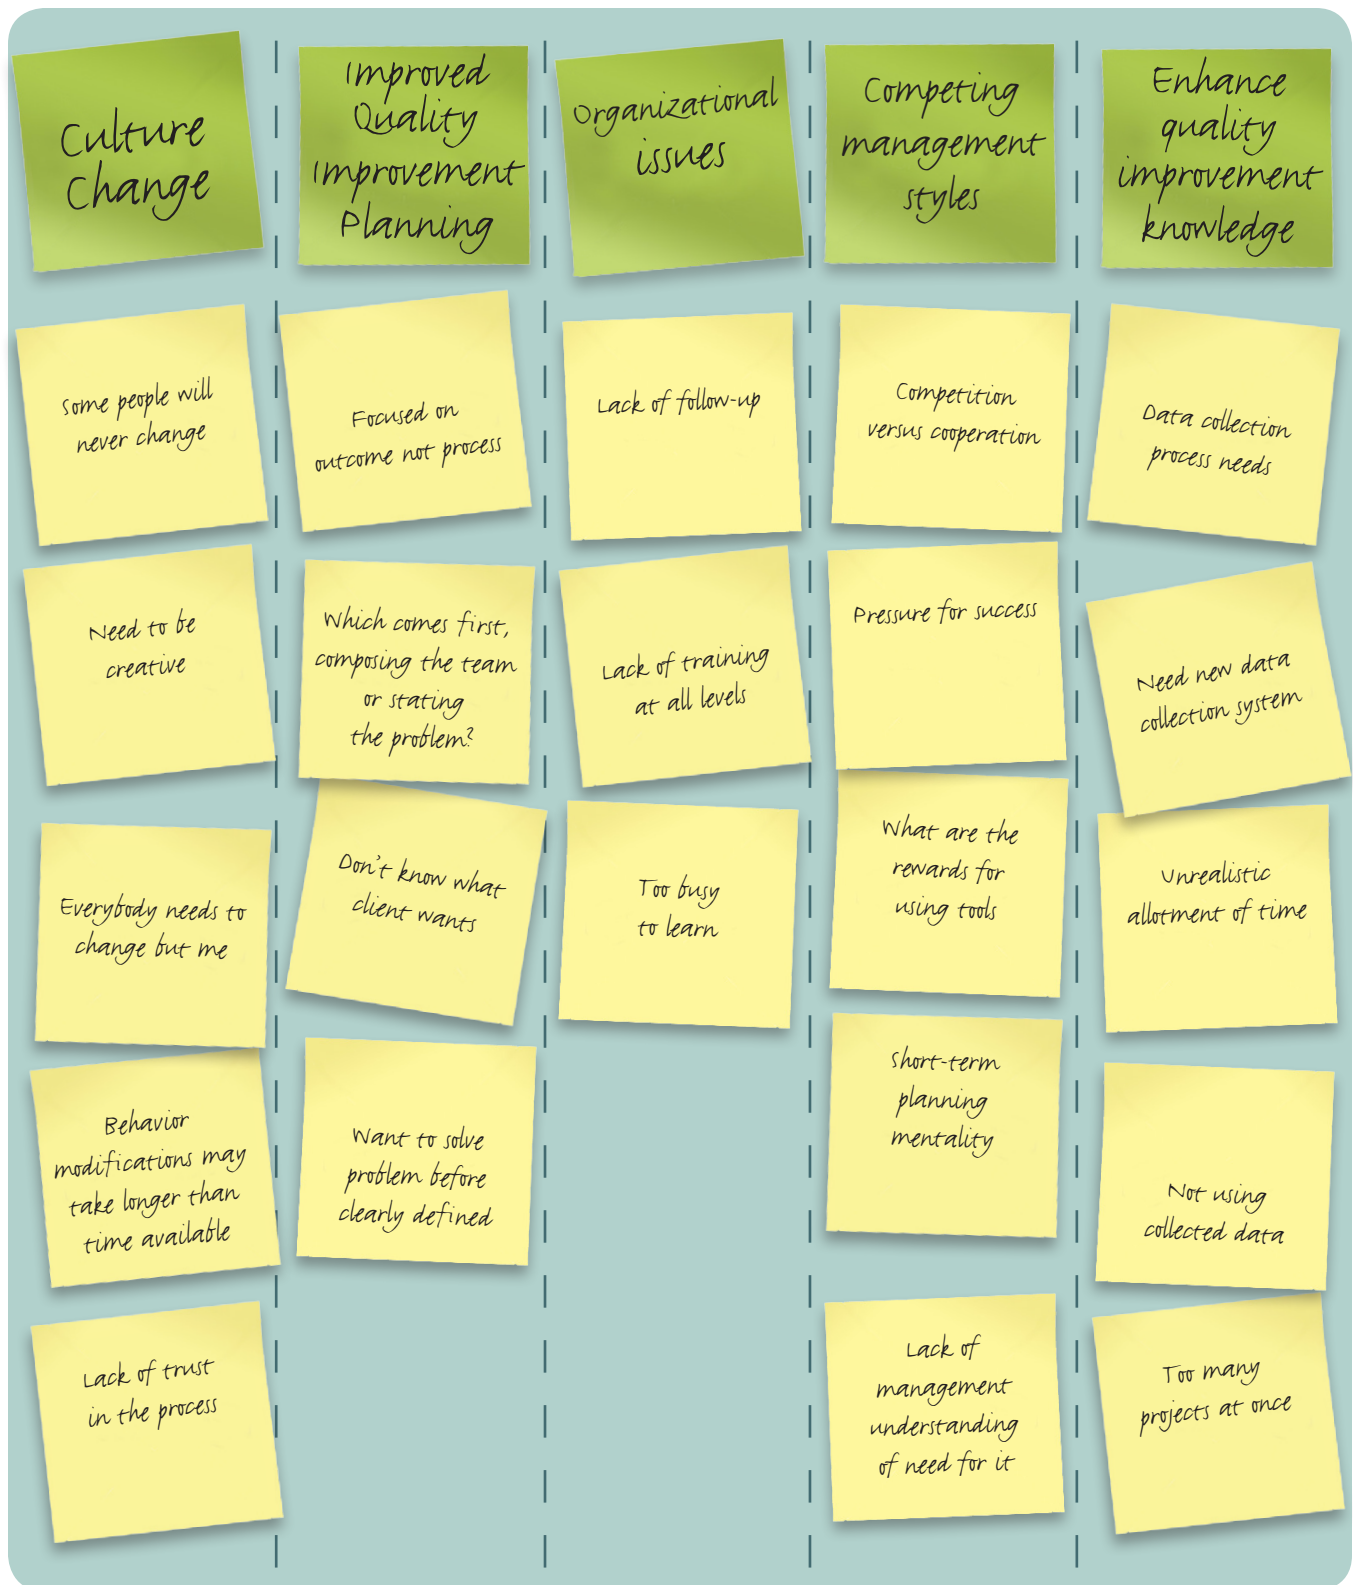 Culture
Change
Improved
Quality
Improvement
Planning
Organizational
issues
Competing
management
styles
Enhance
quality
improvement
knowledge
Some people will
never change
Need to be
creative
Everybody needs to
change but me
Behavior
modifications may
take longer than
time available
Lack of trust
in the process
Focused on
outcome not process
Which comes first,
composing the team
or stating
the problem?
Don't know what
client wants
Want to solve
problem before
clearly defined
Lack of follow-up
Lack of training
at all levels
Too busy
to learn
Competition
versus cooperation
Pressure for success
What are the
rewards for
using tools
Short-term
planning
mentality
Lack of
management
understanding
of need for it
Data collection
process needs
Need new data
collection system
Unrealistic
allotment of time
Not using
collected data
Too many
projects at once